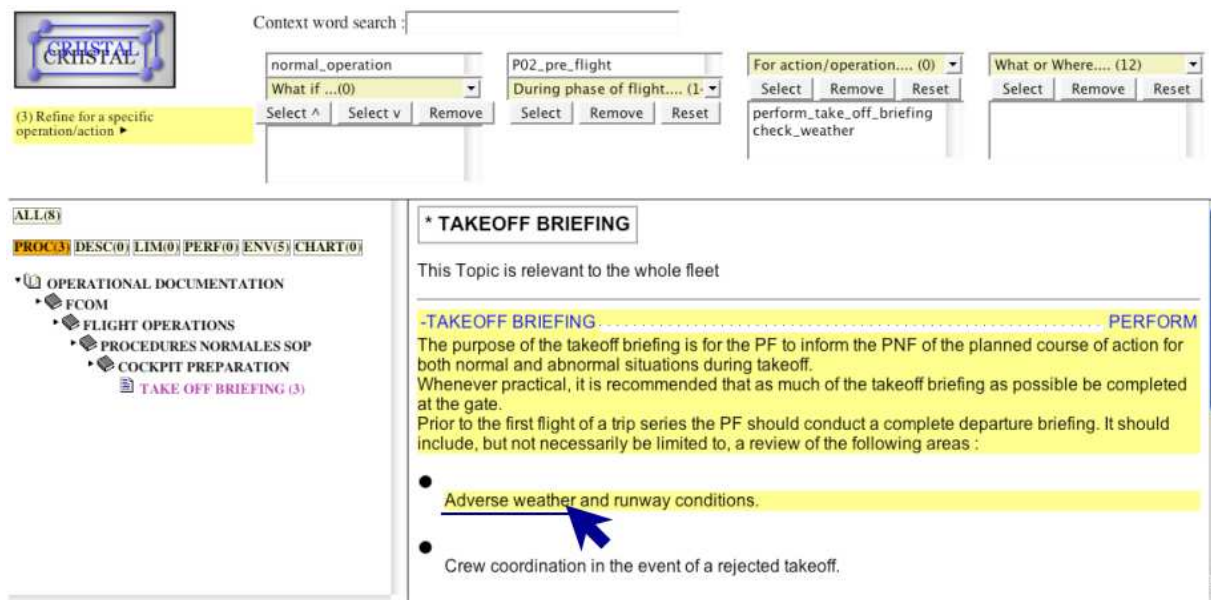 CRIISTAL
Context word search :
(3) Refine for a specific
operation/action ▸
normal_operation
What if ...(0)
Select ^ Select v Remove
P02_pre_flight
During phase of flight.... (1
Select Remove Reset
For action/operation.... (0)
Select Remove Reset
perform_take_off_briefing
check_weather
What or Where.... (12)
Select Remove Reset
ALL(8)
PROC(3) DESC(0) LIM(0) PERF(0) ENV(5) CHART(0)
OPERATIONAL DOCUMENTATION
FCOM
FLIGHT OPERATIONS
PROCEDURES NORMALES SOP
COCKPIT PREPARATION
TAKE OFF BRIEFING (3)
* TAKEOFF BRIEFING
This Topic is relevant to the whole fleet
-TAKEOFF BRIEFING . . . . . . . . . . . . . . . . . . . . . . . . . . . . . . PERFORM
The purpose of the takeoff briefing is for the PF to inform the PNF of the planned course of action for
both normal and abnormal situations during takeoff.
Whenever practical, it is recommended that as much of the takeoff briefing as possible be completed
at the gate.
Prior to the first flight of a trip series the PF should conduct a complete departure briefing. It should
include, but not necessarily be limited to, a review of the following areas :
● Adverse weather and runway conditions.
● Crew coordination in the event of a rejected takeoff.